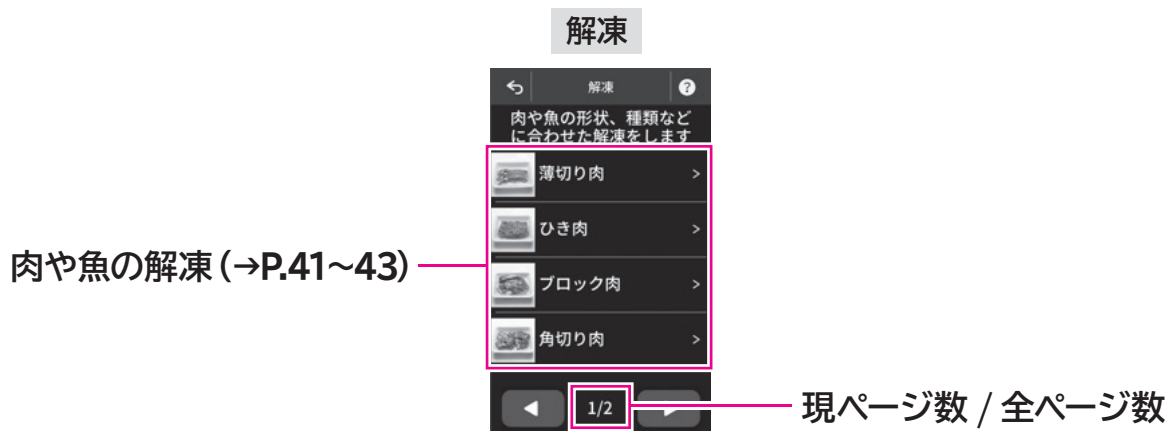 解凍
解凍
?
肉や魚の形状、種類など
に合わせた解凍をします
薄切り肉 >
ひき肉 >
ブロック肉 >
角切り肉 >
肉や魚の解凍(→P.41~43)
1/2
現ページ数 / 全ページ数